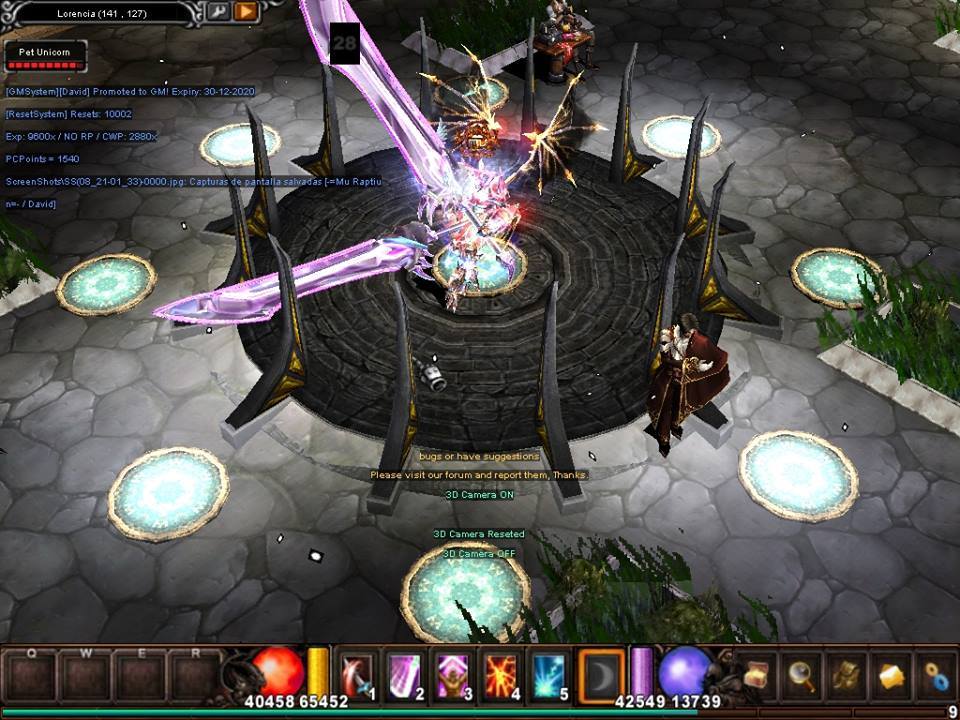 Lorencia (141 , 127)
28
Pet Unicorn
[GMSystem][David] Promoted to GM! Expiry: 30-12-2020
[ResetSystem] Resets: 10002
Exp: 9600x / NO RP / CWP: 2880x
PCPoints = 1540
ScreenShots\SS(08_21-01_33)-0000.jpg: Capturas de pantalla salvadas [-=Mu Raptiu
n=- / David]
bugs or have suggestions
Please visit our forum and report them, Thanks.
3D Camera ON
3D Camera Reseted
3D Camera OFF
Q W E R
40458 65452 1 2 3 4 5 42549 13739
9